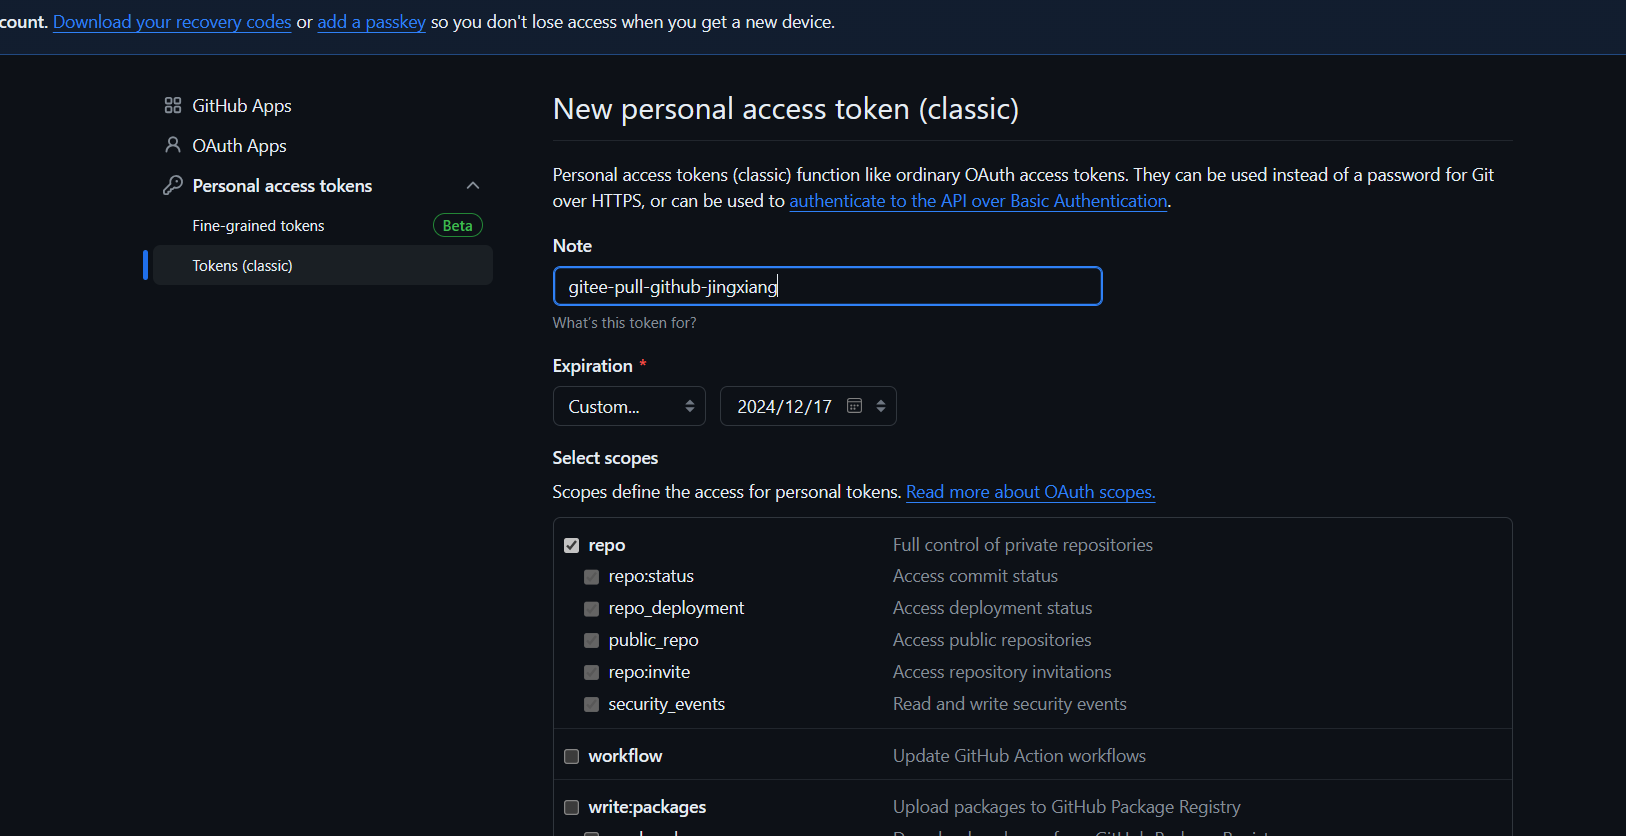 count. Download your recovery codes or add a passkey so you don't lose access when you get a new device.
GitHub Apps
OAuth Apps
Personal access tokens
Fine-grained tokens Beta
Tokens (classic)
New personal access token (classic)
Personal access tokens (classic) function like ordinary OAuth access tokens. They can be used instead of a password for Git
over HTTPS, or can be used to authenticate to the API over Basic Authentication.
Note
gitee-pull-github-jingxiang
What's this token for?
Expiration *
Custom... 2024/12/17
Select scopes
Scopes define the access for personal tokens. Read more about OAuth scopes.
repo Full control of private repositories
repo:status Access commit status
repo_deployment Access deployment status
public_repo Access public repositories
repo:invite Access repository invitations
security_events Read and write security events
workflow Update GitHub Action workflows
write:packages Upload packages to GitHub Package Registry